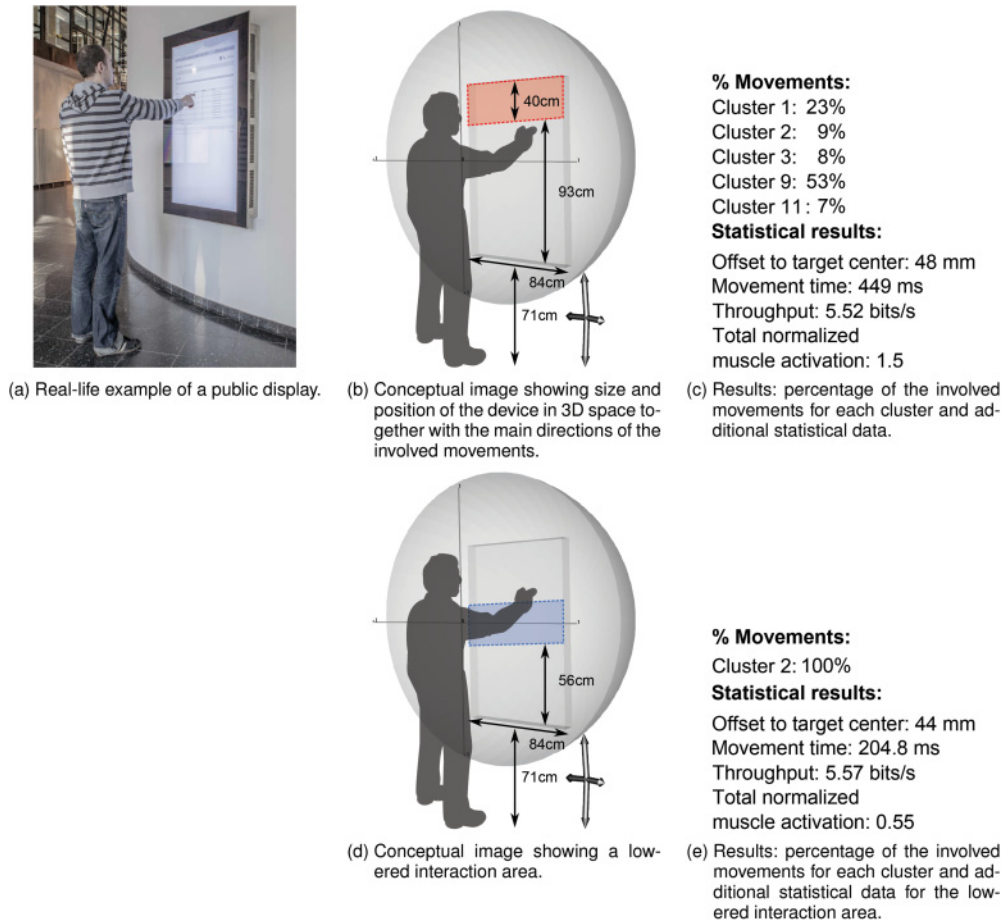 40cm
93cm
84cm
71cm
% Movements:
Cluster 1: 23%
Cluster 2: 9%
Cluster 3: 8%
Cluster 9: 53%
Cluster 11: 7%
Statistical results:
Offset to target center: 48 mm
Movement time: 449 ms
Throughput: 5.52 bits/s
Total normalized
muscle activation: 1.5
(a) Real-life example of a public display.
(b) Conceptual image showing size and
position of the device in 3D space to-
gether with the main directions of the
involved movements.
(c) Results: percentage of the involved
movements for each cluster and ad-
ditional statistical data.
56cm
84cm
71cm
% Movements:
Cluster 2: 100%
Statistical results:
Offset to target center: 44 mm
Movement time: 204.8 ms
Throughput: 5.57 bits/s
Total normalized
muscle activation: 0.55
(d) Conceptual image showing a low-
ered interaction area.
(e) Results: percentage of the involved
movements for each cluster and ad-
ditional statistical data for the low-
ered interaction area.